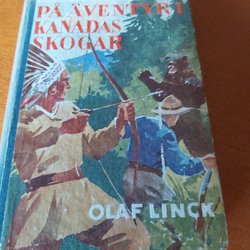 PÅ ÄVENTYR I
KANADAS
SKOGAR
OLAF LINCK